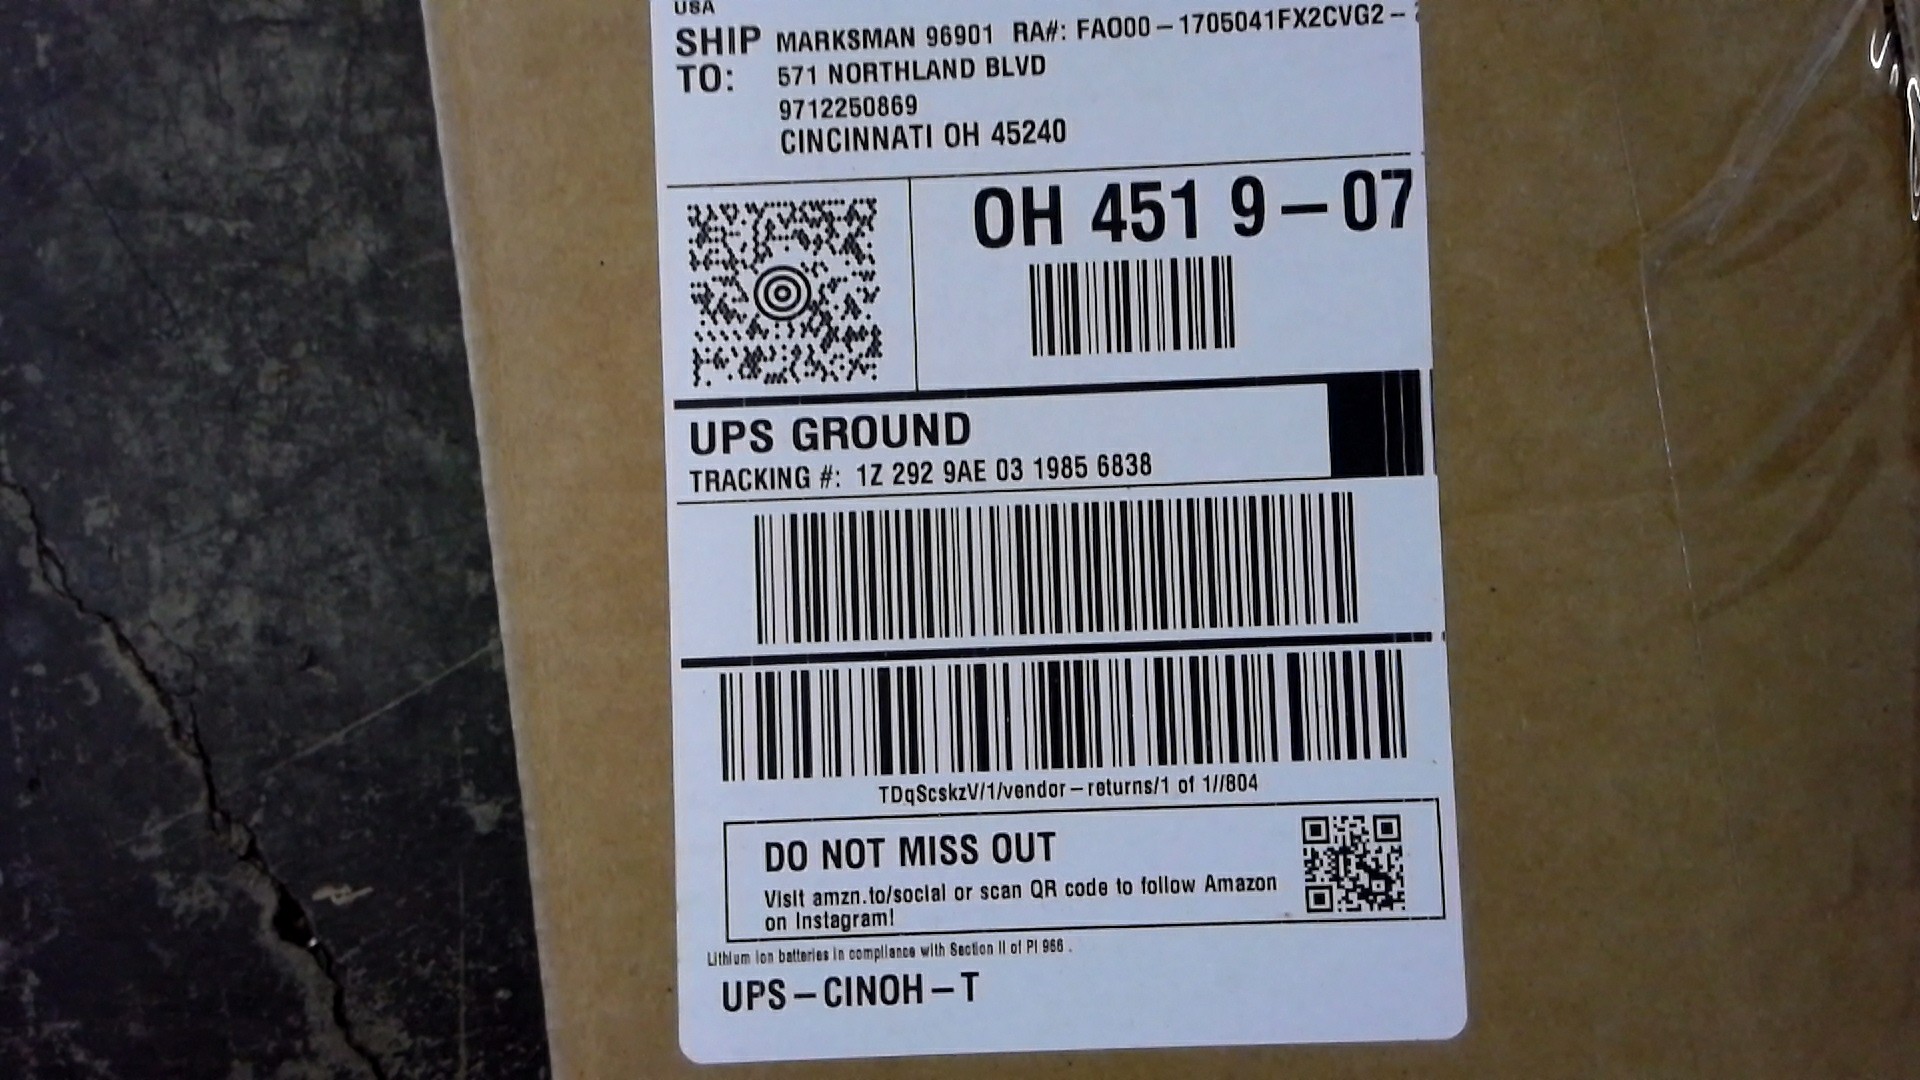 USA
SHIP TO:
MARKSMAN 96901 RA#: FAO00-1705041FX2CVG2-
571 NORTHLAND BLVD
9712250869
CINCINNATI OH 45240
OH 451 9-07
UPS GROUND
TRACKING #: 1Z 292 9AE 03 1985 6838
TDqScskzV/1/vendor-returns/1 of 1//804
DO NOT MISS OUT
Visit amzn.to/social or scan QR code to follow Amazon
on Instagram!
Lithium ion batteries in compliance with Section II of PI 966 .
UPS-CINOH-T